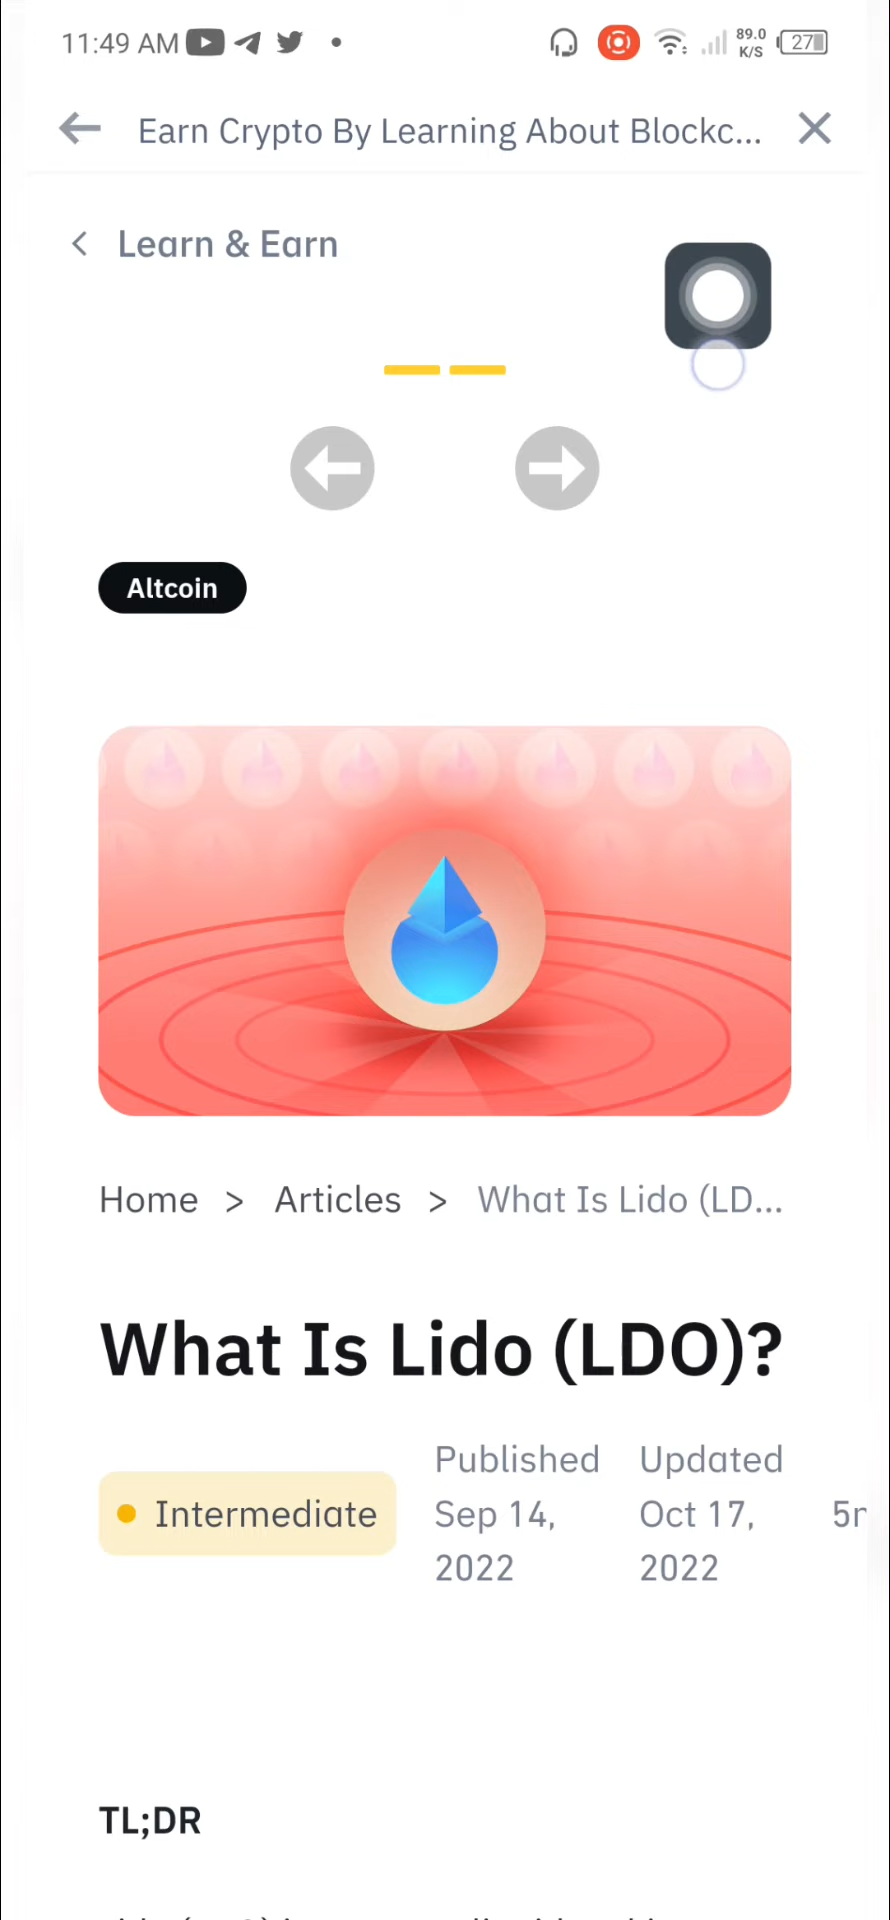 11:49 AM
89.0
K/S
27
Earn Crypto By Learning About Blockc...
Learn & Earn
Altcoin
Home > Articles > What Is Lido (LD...
What Is Lido (LDO)?
Intermediate
Published
Sep 14,
2022
Updated
Oct 17,
2022
TL;DR